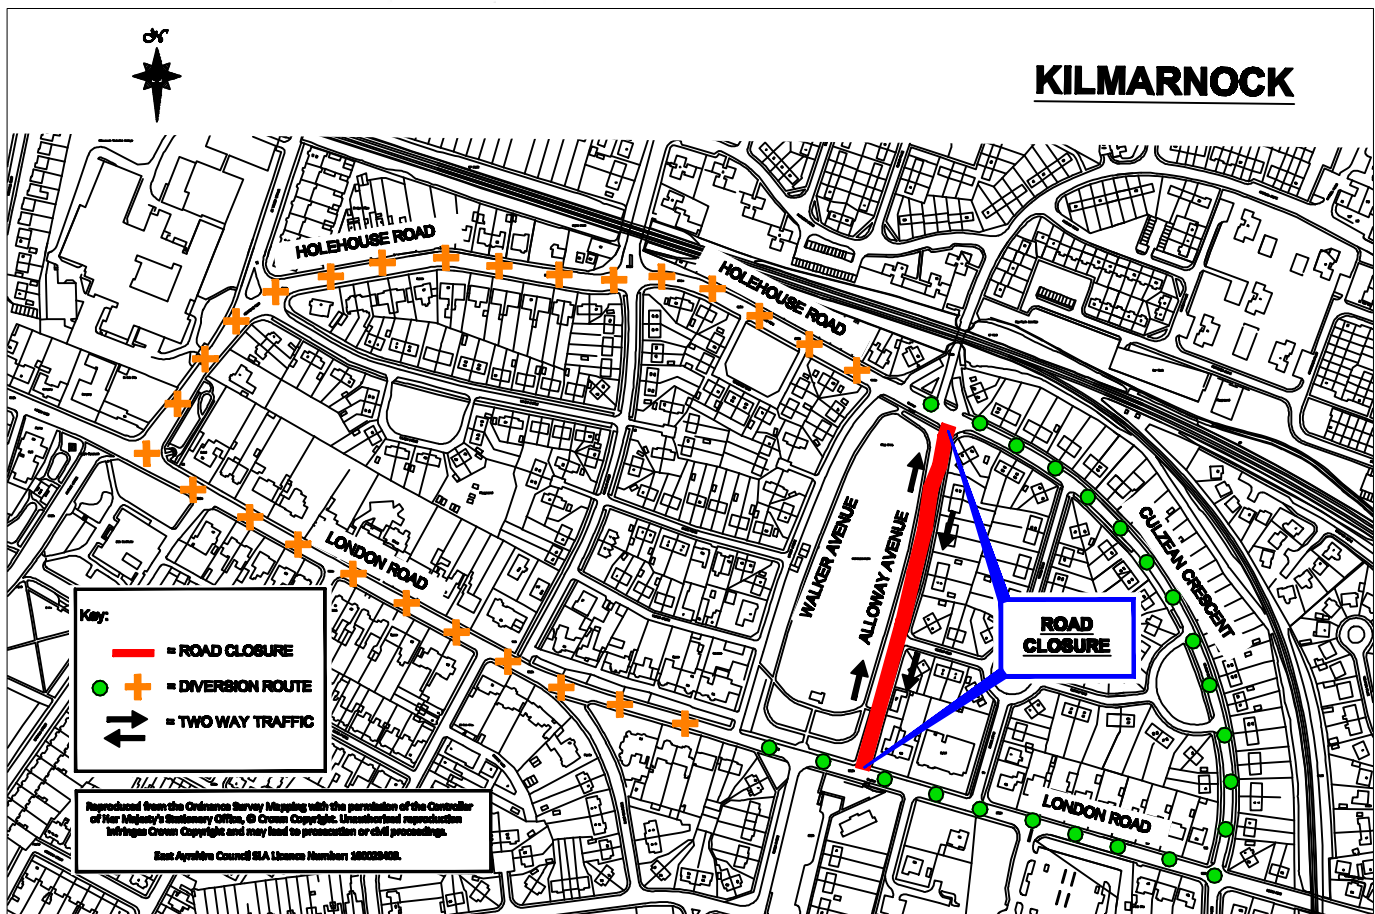 N
KILMARNOCK
HOLEHOUSE ROAD
HOLEHOUSE ROAD
WALKER AVENUE
ALLOWAY AVENUE
CULZEAN CRESCENT
LONDON ROAD
ROAD
CLOSURE
LONDON ROAD
Key:
= ROAD CLOSURE
= DIVERSION ROUTE
= TWO WAY TRAFFIC
Reproduced from the Ordnance Survey Mapping with the permission of the Controller
of Her Majesty's Stationery Office, © Crown Copyright. Unauthorised reproduction
infringes Crown Copyright and may lead to prosecution or civil proceedings.
East Ayrshire Council SLA Licence Number: